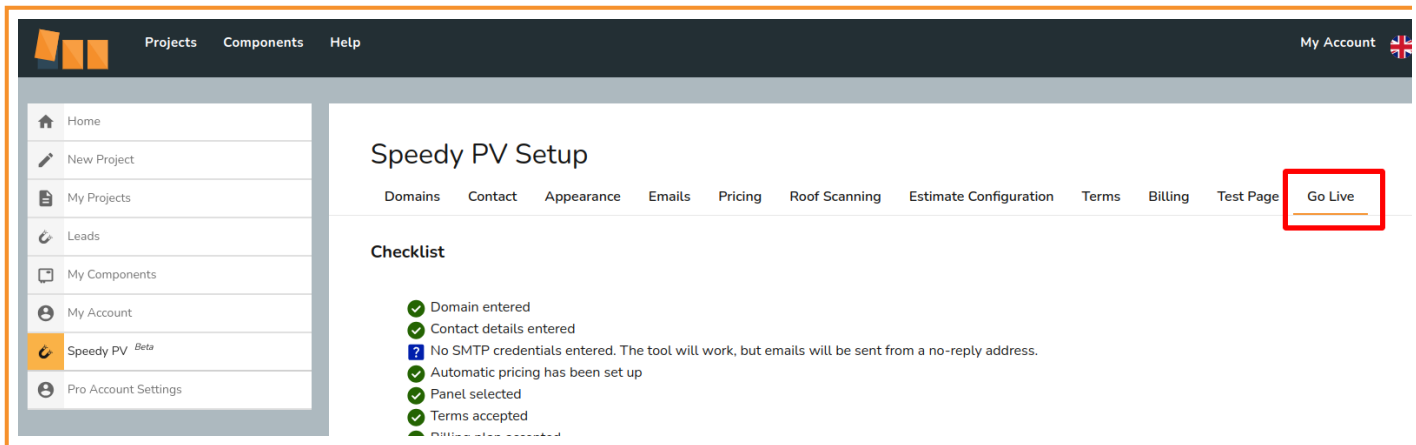 Projects Components Help My Account
Home
New Project
My Projects
Leads
My Components
My Account
Speedy PV Beta
Pro Account Settings
Speedy PV Setup
Domains Contact Appearance Emails Pricing Roof Scanning Estimate Configuration Terms Billing Test Page Go Live
Checklist
Domain entered
Contact details entered
? No SMTP credentials entered. The tool will work, but emails will be sent from a no-reply address.
Automatic pricing has been set up
Panel selected
Terms accepted
Billing plan accepted